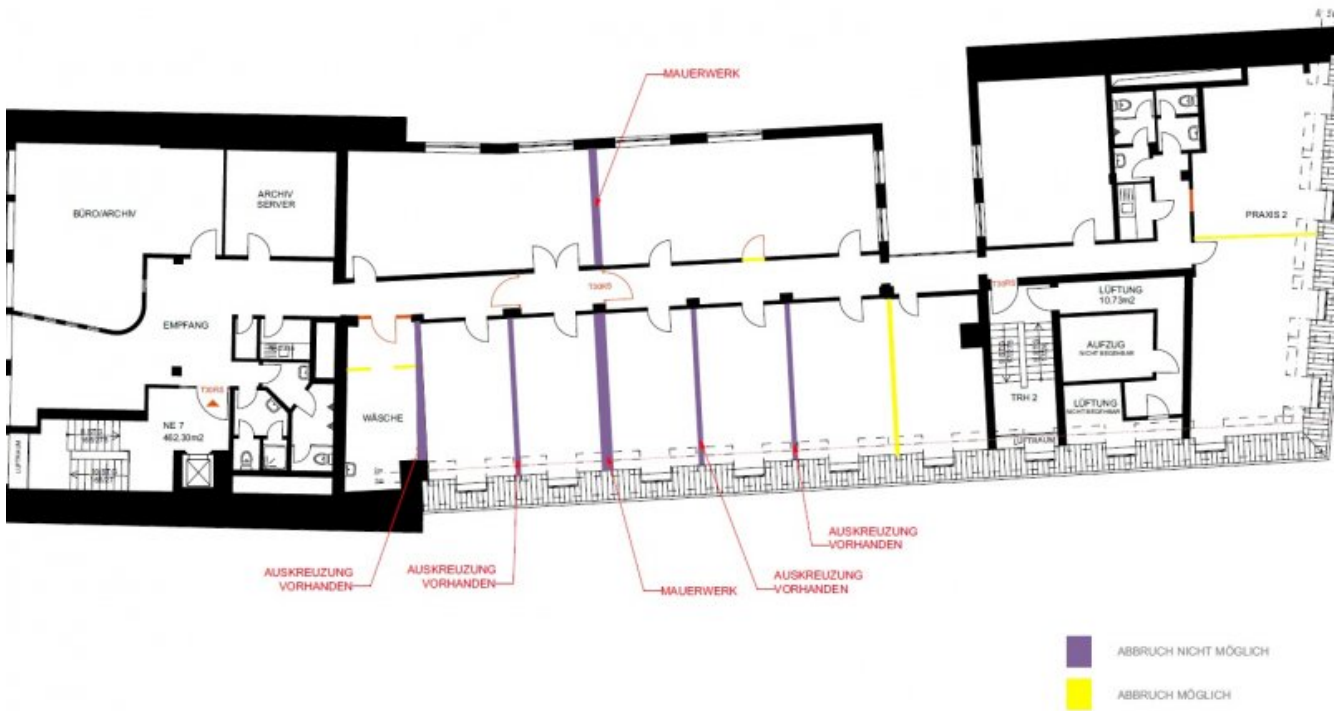 MAUERWERK
ARCHIV
SERVER
BÜRO/ARCHIV
PRAXIS 2
T30RS
T30RS
LÜFTUNG
10.73m2
EMPFANG
AUFZUG
NICHT BEGEHBAR
T30RS
WÄSCHE
NE 7
462.30m2
TRH 2
LÜFTUNG
NICHT BEGEHBAR
LUFTRAUM
LUFTRAUM
AUSKREUZUNG
VORHANDEN
AUSKREUZUNG
VORHANDEN
MAUERWERK
AUSKREUZUNG
VORHANDEN
AUSKREUZUNG
VORHANDEN
ABBRUCH NICHT MÖGLICH
ABBRUCH MÖGLICH